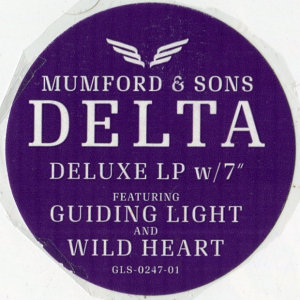 MUMFORD & SONS
DELTA
DELUXE LP w/7"
FEATURING
GUIDING LIGHT
AND
WILD HEART
GLS-0247-01